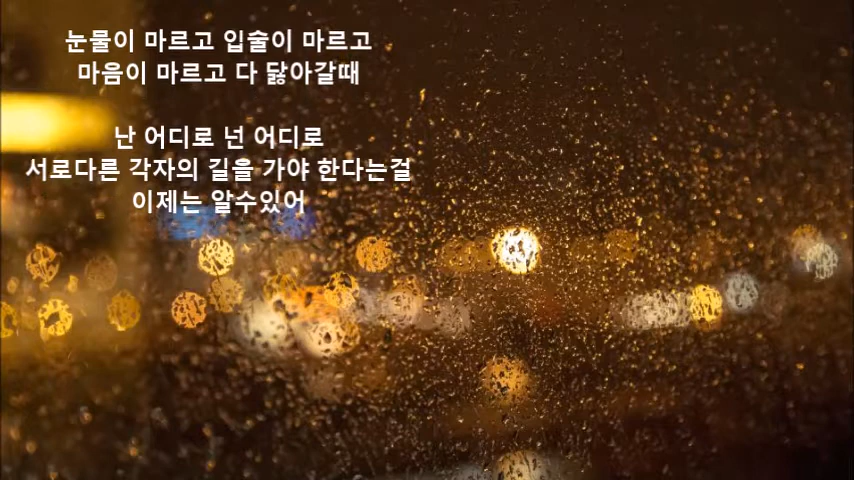 눈물이 마르고 입술이 마르고
마음이 마르고 다 닳아갈때
난 어디로 넌 어디로
서로다른 각자의 길을 가야 한다는걸
이제는 알수있어